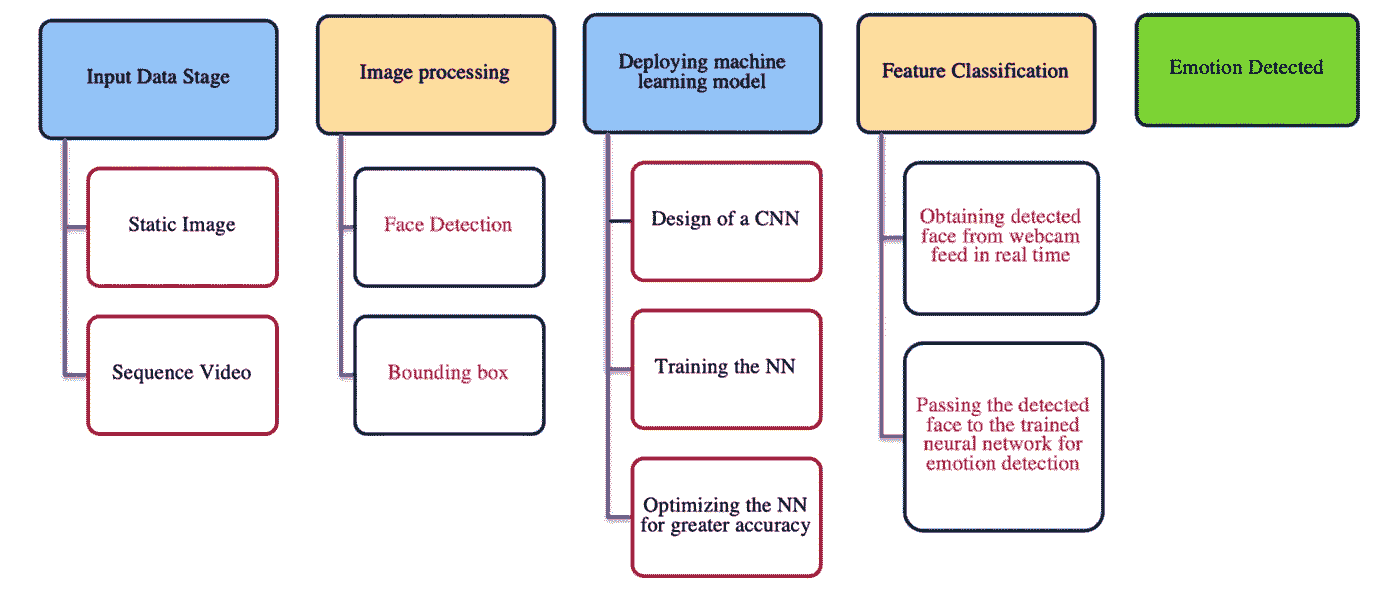 Input Data Stage
Static Image
Sequence Video
Image processing
Face Detection
Bounding box
Deploying machine
learning model
Design of a CNN
Training the NN
Optimizing the NN
for greater accuracy
Feature Classification
Obtaining detected
face from webcam
feed in real time
Passing the detected
face to the trained
neural network for
emotion detection
Emotion Detected